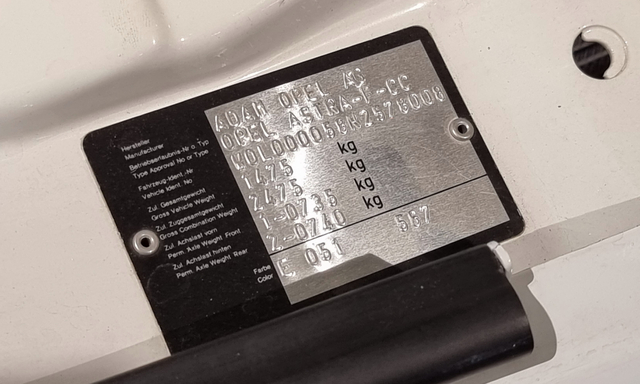 Hersteller
Manufacturer
ADAM OPEL AG
Betriebserlaubnis-Nr o Typ
Type Approval No or Type
OPEL ASTRA-F-CC
Fahrzeug-Ident.-Nr
Vehicle Ident. No
Zul. Gesamtgewicht
Gross Vehicle Weight
1475 kg
Zul. Zuggesamtgewicht
Gross Combination Weight
2475 kg
Zul. Achslast vorn
Perm. Axle Weight Front
1-0735 kg
Zul. Achslast hinten
Perm. Axle Weight Rear
2-0740 kg
Farbe
Color
051 567